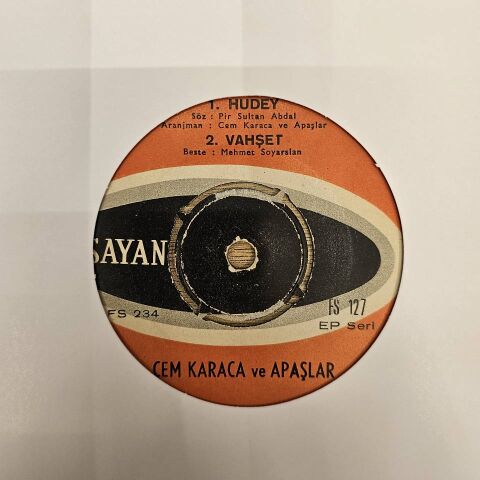 1. HUDEY
Söz : Pir Sultan Abdal
Aranjman : Cem Karaca ve Apaşlar
2. VAHŞET
Beste : Mehmet Soyarslan
SAYAN
FS 234
FS 127
EP Seri
CEM KARACA ve APAŞLAR